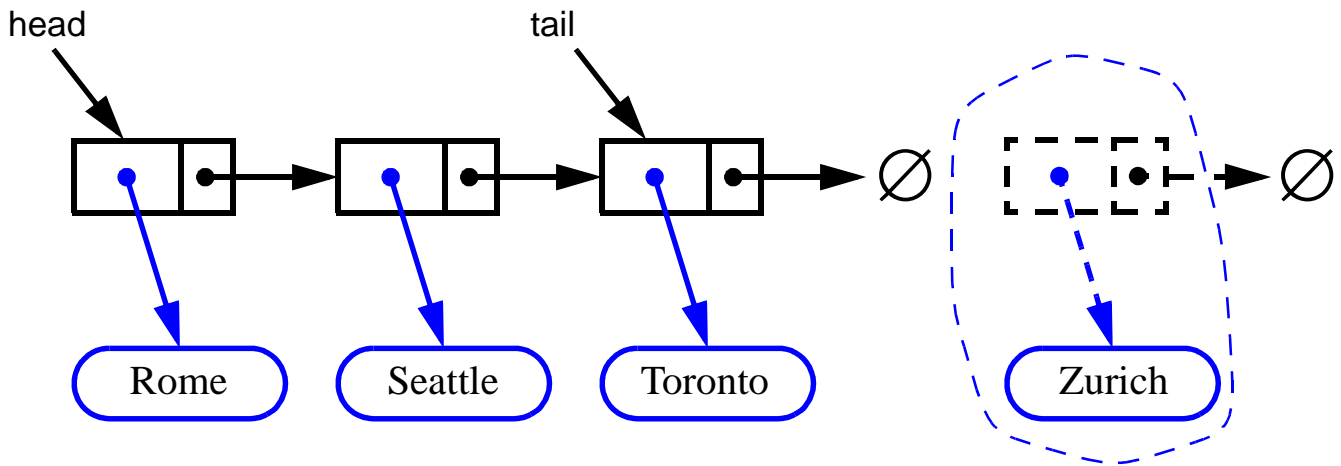 head
tail
∅
∅
Rome
Seattle
Toronto
Zurich